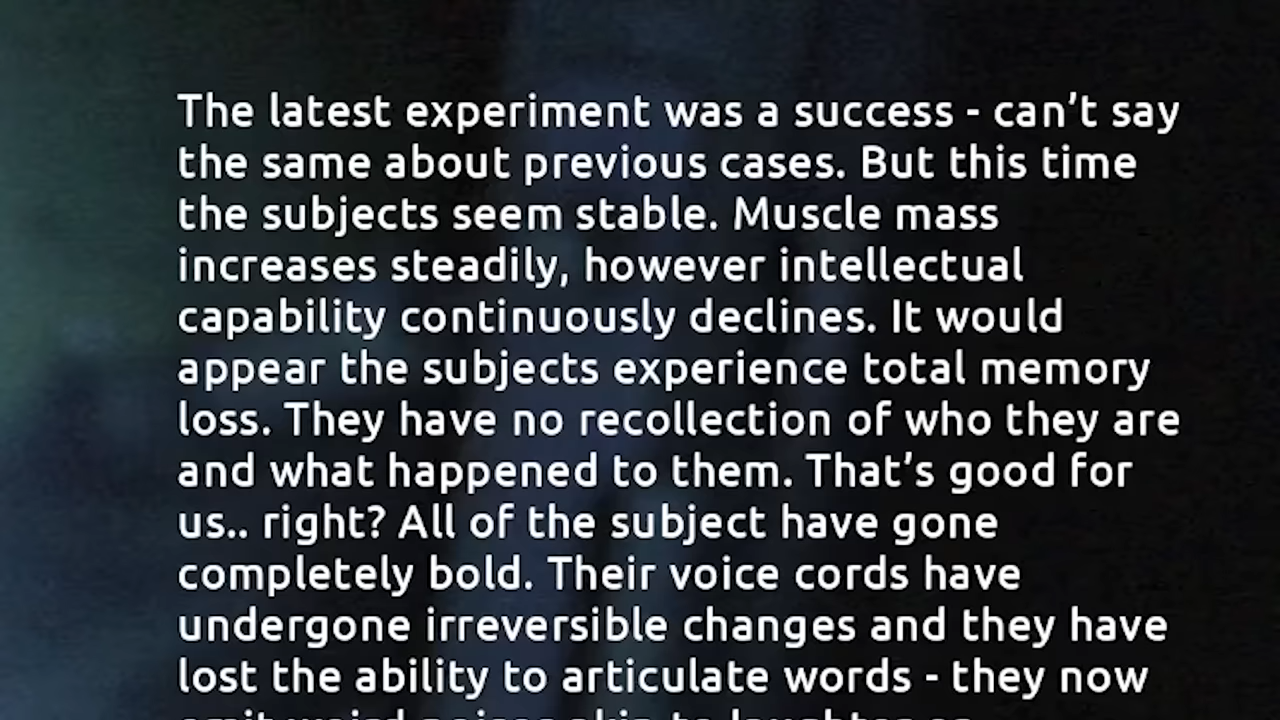 The latest experiment was a success - can’t say
the same about previous cases. But this time
the subjects seem stable. Muscle mass
increases steadily, however intellectual
capability continuously declines. It would
appear the subjects experience total memory
loss. They have no recollection of who they are
and what happened to them. That’s good for
us.. right? All of the subject have gone
completely bold. Their voice cords have
undergone irreversible changes and they have
lost the ability to articulate words - they now